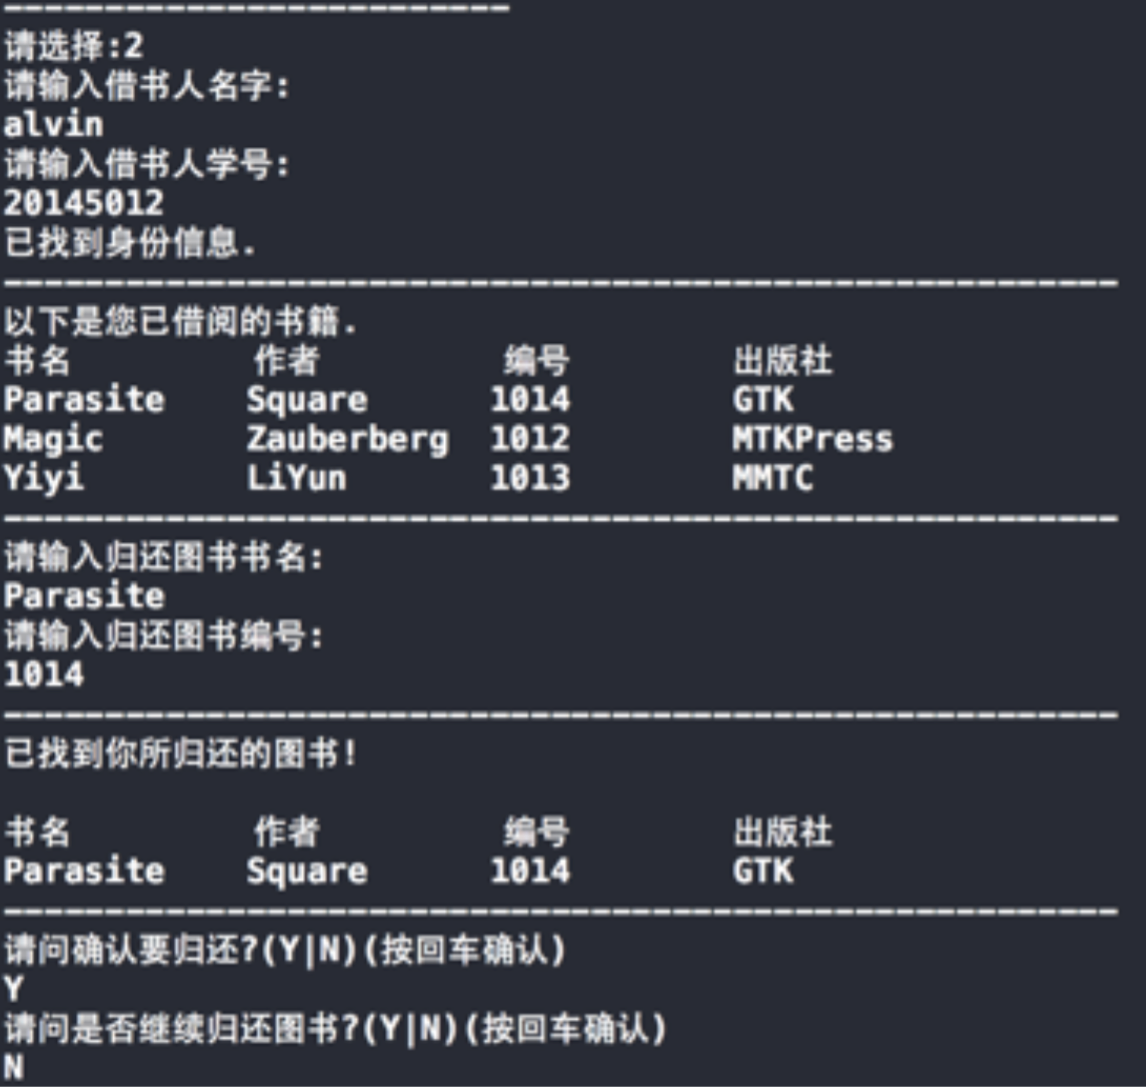 请选择:2
请输入借书人名字:
alvin
请输入借书人学号:
20145012
已找到身份信息.
以下是您已借阅的书籍.
书名 作者 编号 出版社
Parasite Square 1014 GTK
Magic Zauberberg 1012 MTKPress
Yiyi LiYun 1013 MMTC
请输入归还图书书名:
Parasite
请输入归还图书编号:
1014
已找到你所归还的图书!
书名 作者 编号 出版社
Parasite Square 1014 GTK
请问确认要归还?(Y|N)(按回车确认)
Y
请问是否继续归还图书?(Y|N)(按回车确认)
N